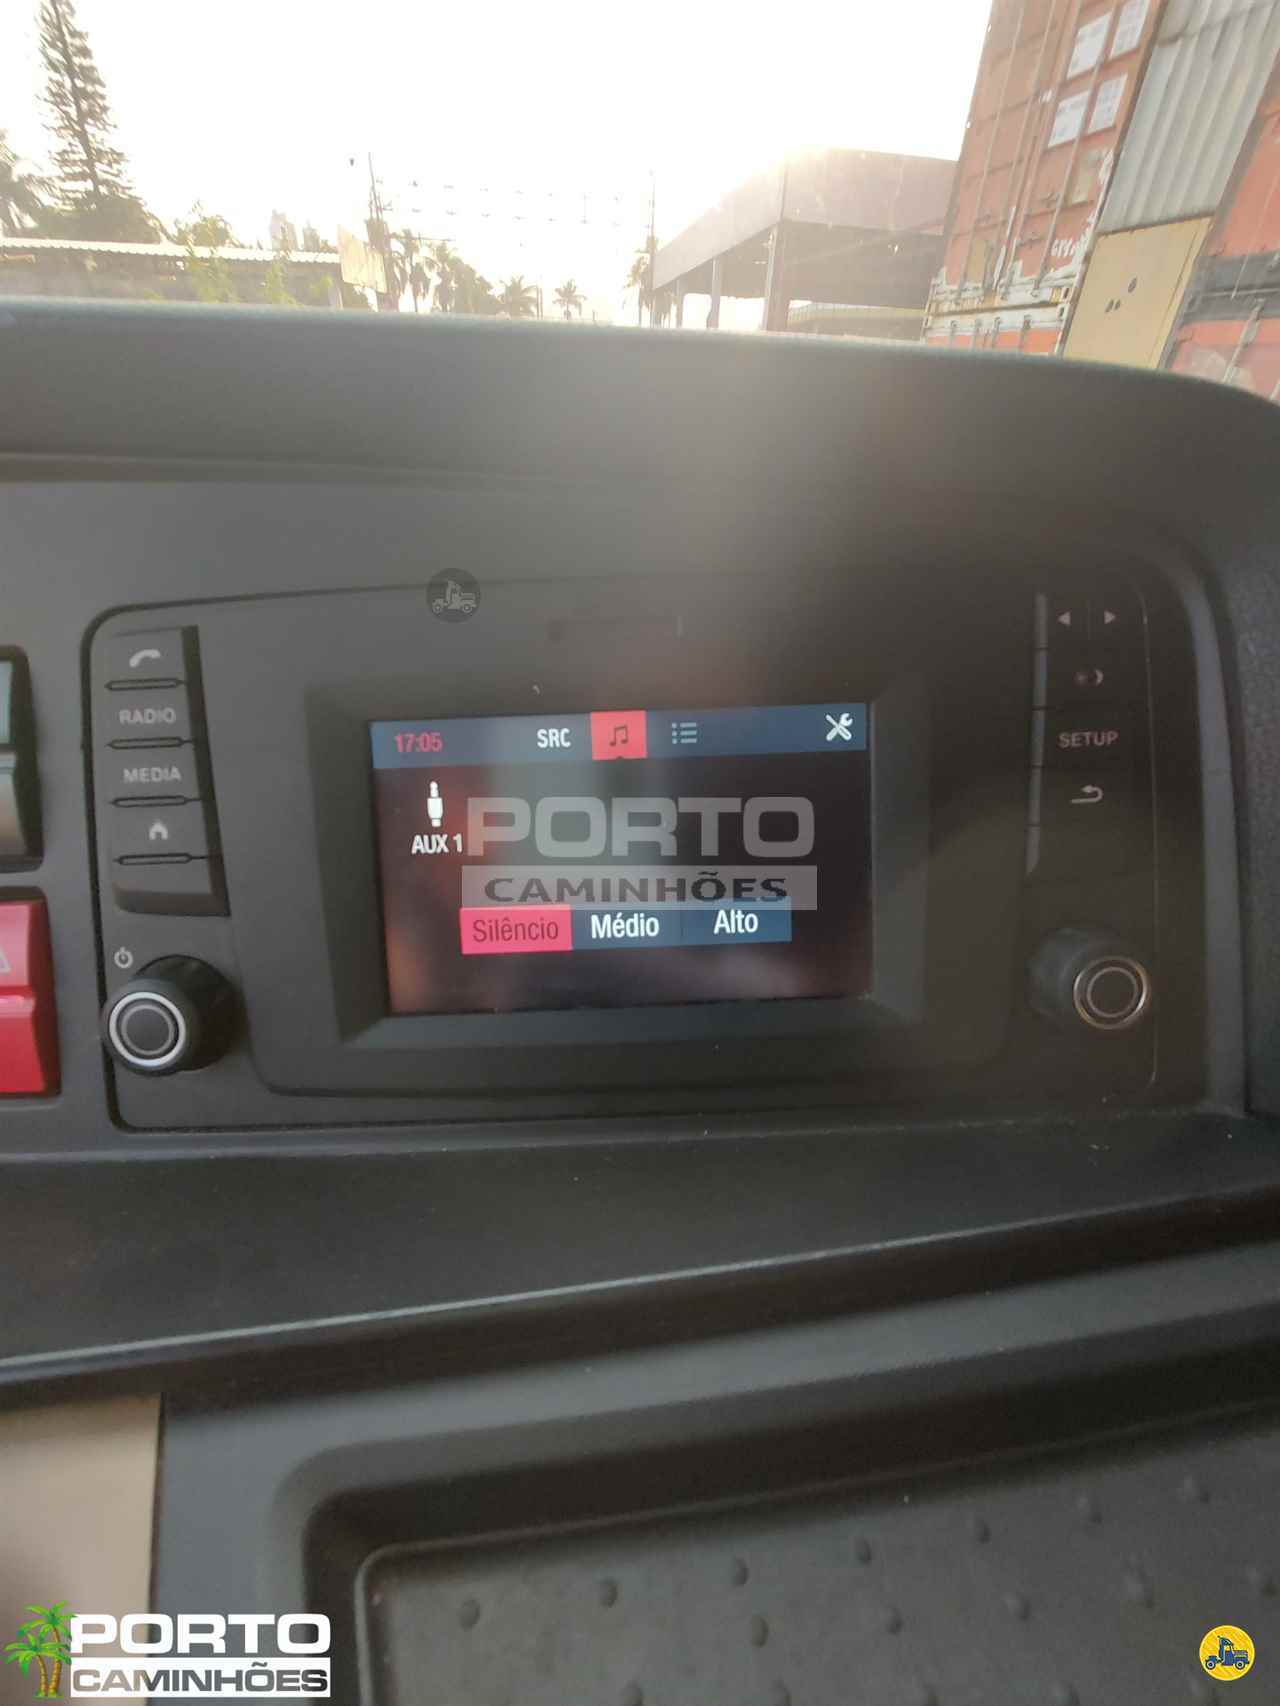 RADIO
MEDIA
17:05 SRC
AUX 1
Silêncio Médio Alto
SETUP
PORTO
CAMINHÕES
PORTO
CAMINHÕES